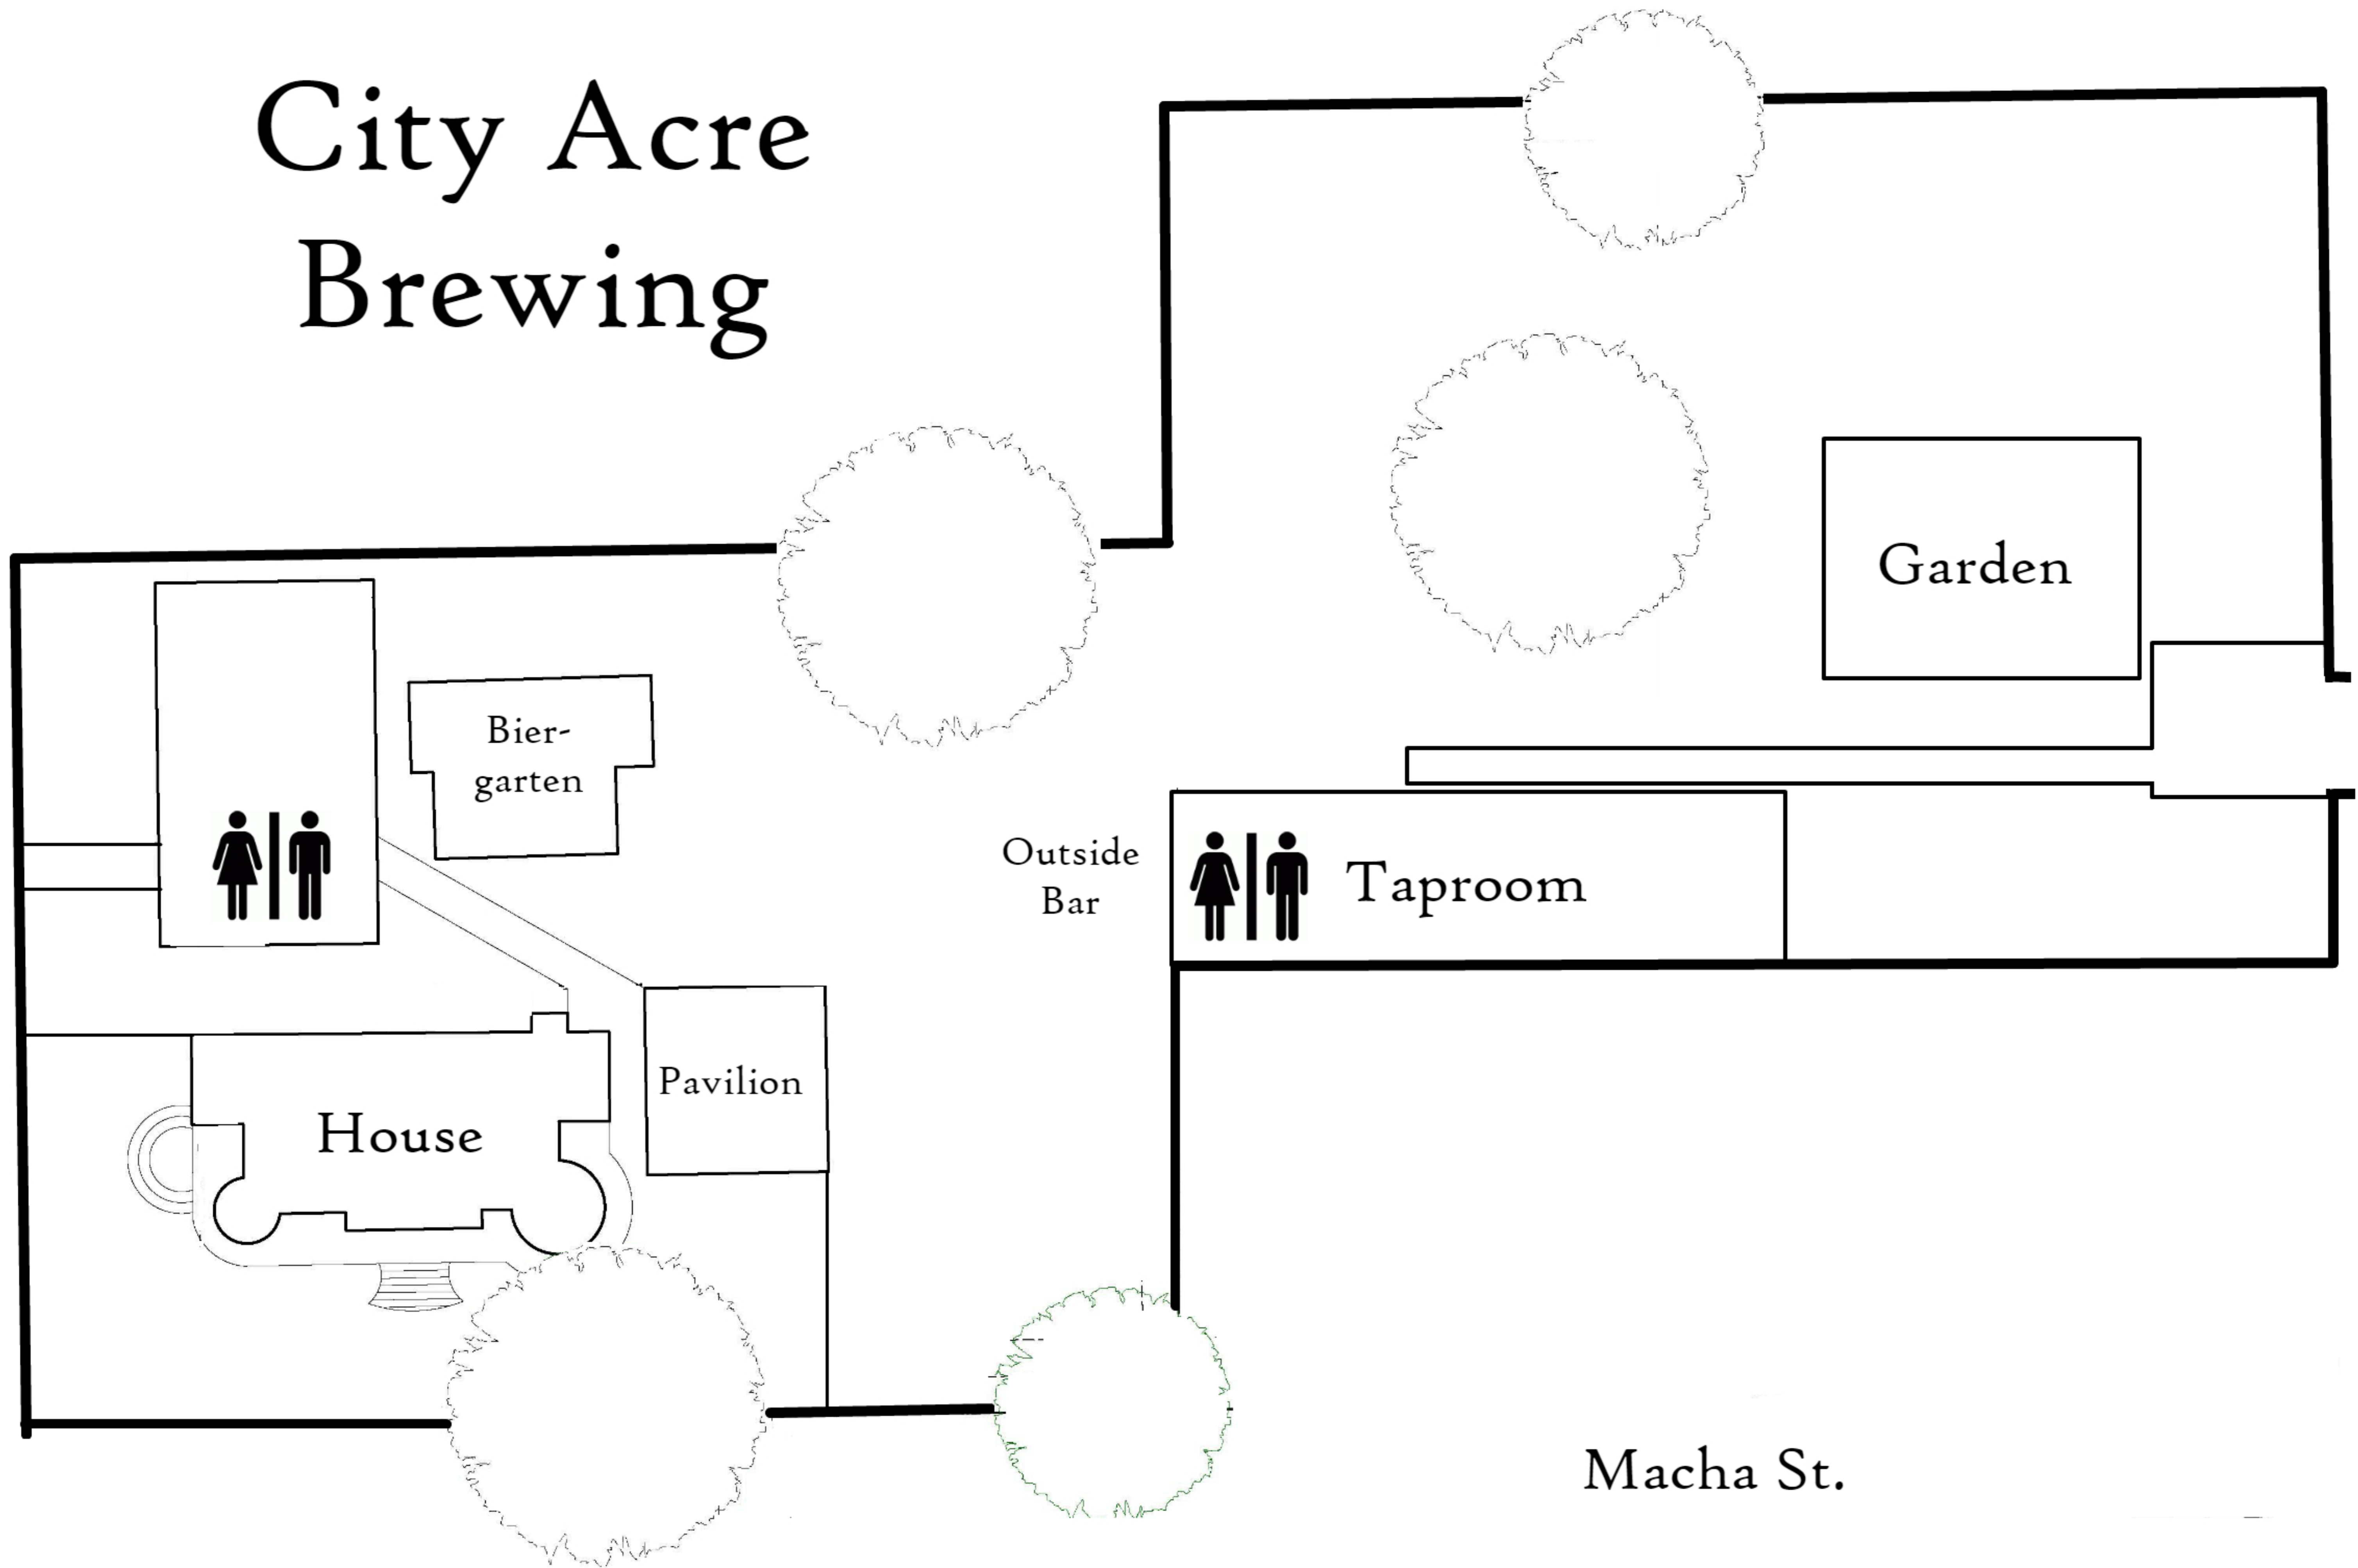 City Acre
Brewing
Garden
Bier-
garten
Outside
Bar
Taproom
Pavilion
House
Macha St.